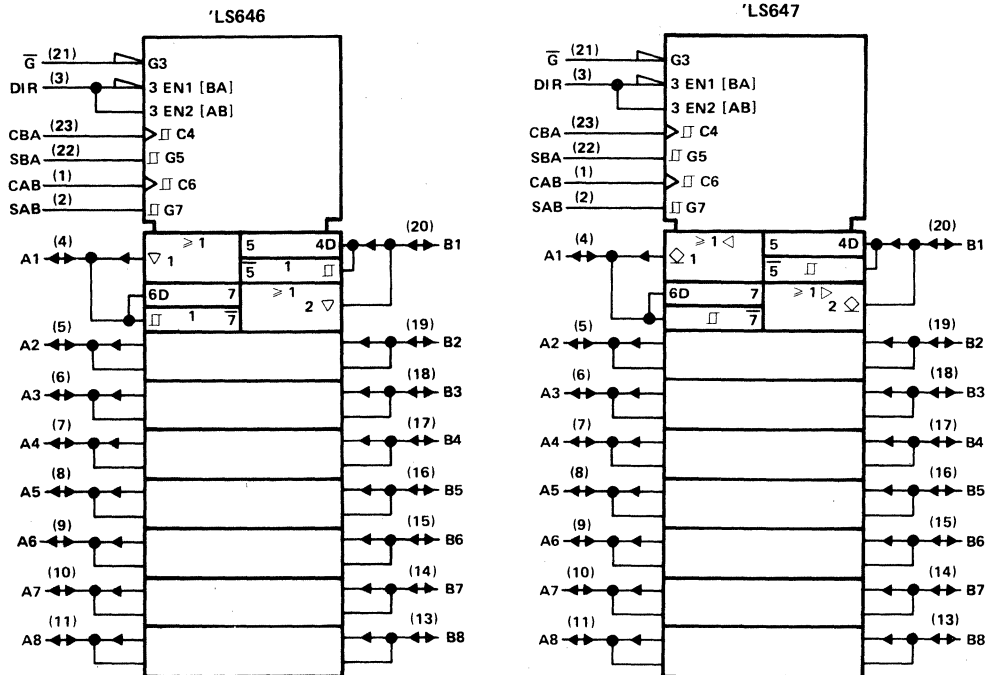 'LS646
G̅ (21) G3
DIR (3) 3 EN1 [BA]
3 EN2 [AB]
CBA (23) C4
SBA (22) G5
CAB (1) C6
SAB (2) G7
A1 (4) ▽ 1 ≥ 1 5 4D (20) B1
5̅ 1
6D 7 ≥ 1
1 7̅ 2 ▽
A2 (5) (19) B2
A3 (6) (18) B3
A4 (7) (17) B4
A5 (8) (16) B5
A6 (9) (15) B6
A7 (10) (14) B7
A8 (11) (13) B8
'LS647
G̅ (21) G3
DIR (3) 3 EN1 [BA]
3 EN2 [AB]
CBA (23) C4
SBA (22) G5
CAB (1) C6
SAB (2) G7
A1 (4) 1 ≥ 1 ◁ 5 4D (20) B1
5̅
6D 7 ≥ 1 ▷
7̅ 2
A2 (5) (19) B2
A3 (6) (18) B3
A4 (7) (17) B4
A5 (8) (16) B5
A6 (9) (15) B6
A7 (10) (14) B7
A8 (11) (13) B8